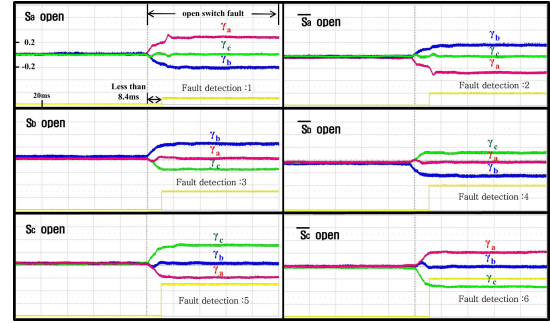 Sa open
open switch fault
γa
γc
γb
0.2
-0.2
20ms
Less than
8.4ms
Fault detection :1
Sa open
γb
γc
γa
Fault detection :2
Sb open
γb
γa
γc
Fault detection :3
Sb open
γc
γa
γb
Fault detection :4
Sc open
γc
γb
γa
Fault detection :5
Sc open
γa
γb
γc
Fault detection :6